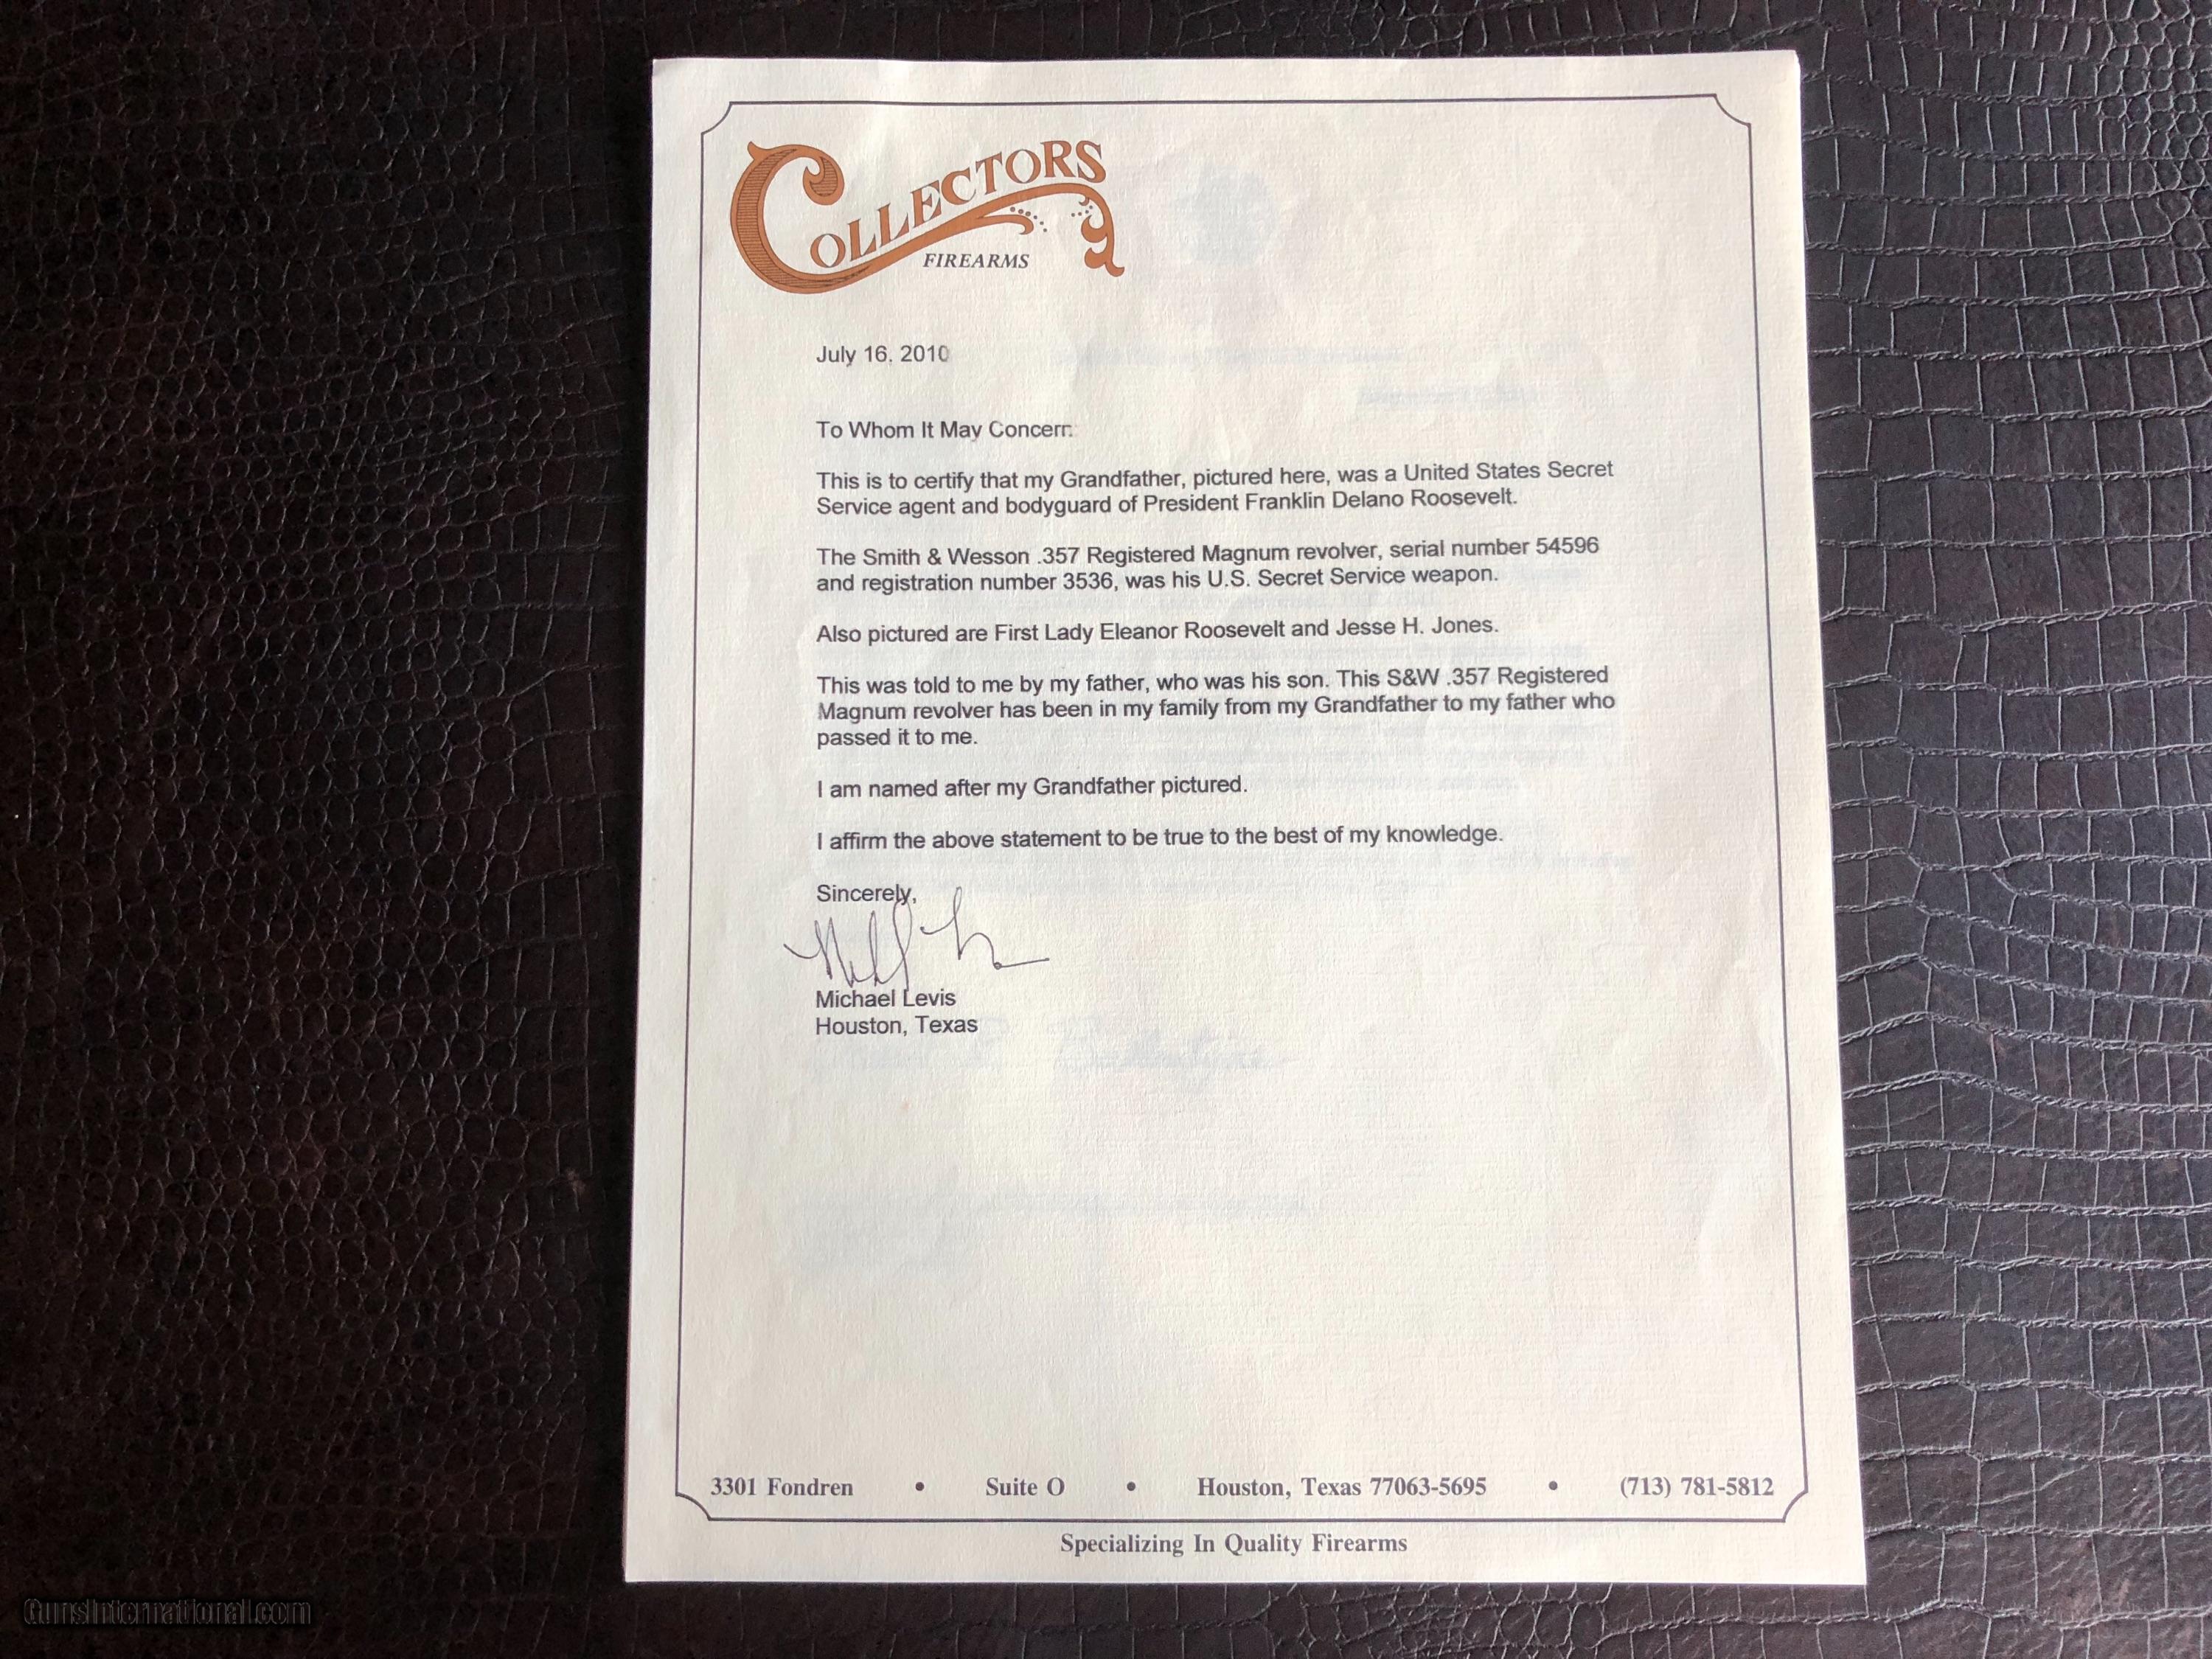 COLLECTORS
FIREARMS
July 16, 2010
To Whom It May Concern:
This is to certify that my Grandfather, pictured here, was a United States Secret
Service agent and bodyguard of President Franklin Delano Roosevelt.
The Smith & Wesson .357 Registered Magnum revolver, serial number 54596
and registration number 3536, was his U.S. Secret Service weapon.
Also pictured are First Lady Eleanor Roosevelt and Jesse H. Jones.
This was told to me by my father, who was his son. This S&W .357 Registered
Magnum revolver has been in my family from my Grandfather to my father who
passed it to me.
I am named after my Grandfather pictured.
I affirm the above statement to be true to the best of my knowledge.
Sincerely,
Michael Levis
Houston, Texas
3301 Fondren • Suite O • Houston, Texas 77063-5695 • (713) 781-5812
Specializing In Quality Firearms
GunsInternational.com